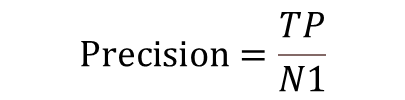 Precision = TP / N1